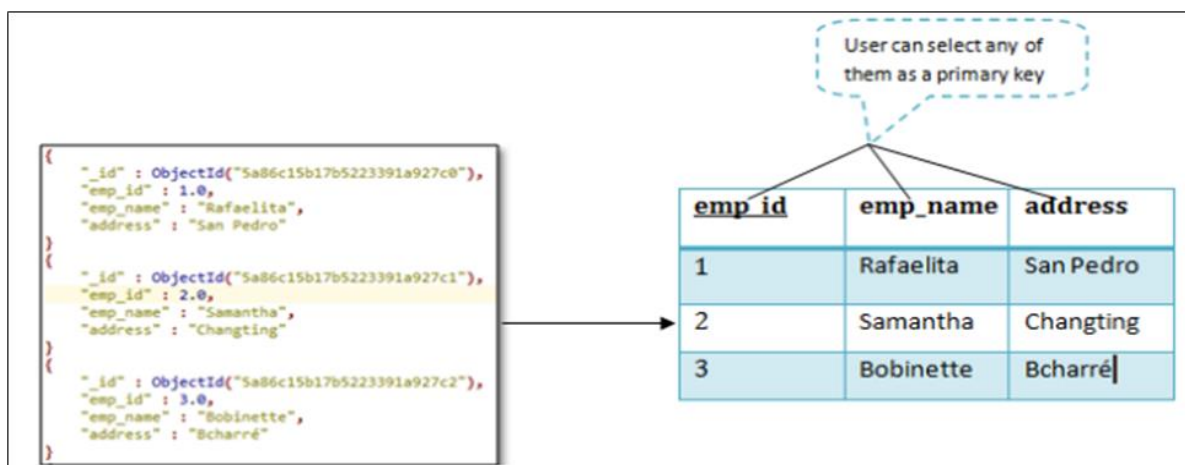 User can select any of
them as a primary key
{
"_id" : ObjectId("5a86c15b17b5223391a927c0"),
"emp_id" : 1.0,
"emp_name" : "Rafaelita",
"address" : "San Pedro"
}
{
"_id" : ObjectId("5a86c15b17b5223391a927c1"),
"emp_id" : 2.0,
"emp_name" : "Samantha",
"address" : "Changting"
}
{
"_id" : ObjectId("5a86c15b17b5223391a927c2"),
"emp_id" : 3.0,
"emp_name" : "Bobinette",
"address" : "Bcharré"
}
emp_id emp_name address
1 Rafaelita San Pedro
2 Samantha Changting
3 Bobinette Bcharré